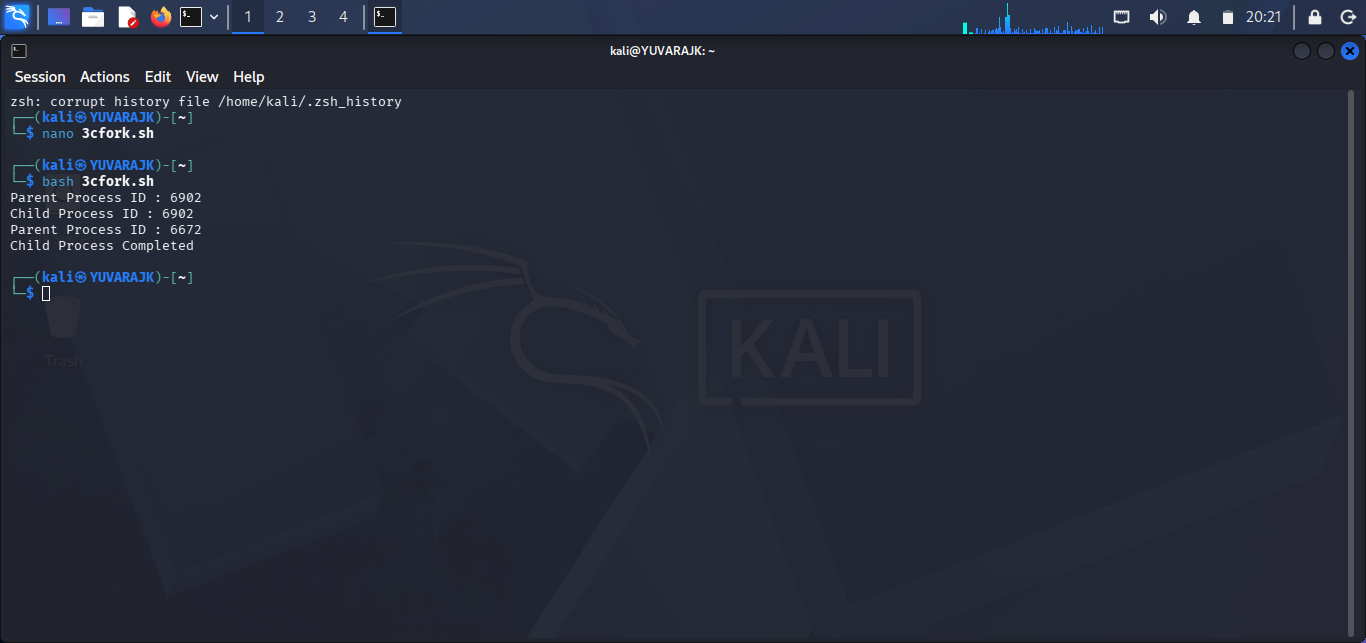 1 2 3 4 20:21
kali@YUVARAJK: ~
Session Actions Edit View Help
zsh: corrupt history file /home/kali/.zsh_history
┌──(kali㉿YUVARAJK)-[~]
└─$ nano 3cfork.sh
┌──(kali㉿YUVARAJK)-[~]
└─$ bash 3cfork.sh
Parent Process ID : 6902
Child Process ID : 6902
Parent Process ID : 6672
Child Process Completed
┌──(kali㉿YUVARAJK)-[~]
└─$
KALI
Trash